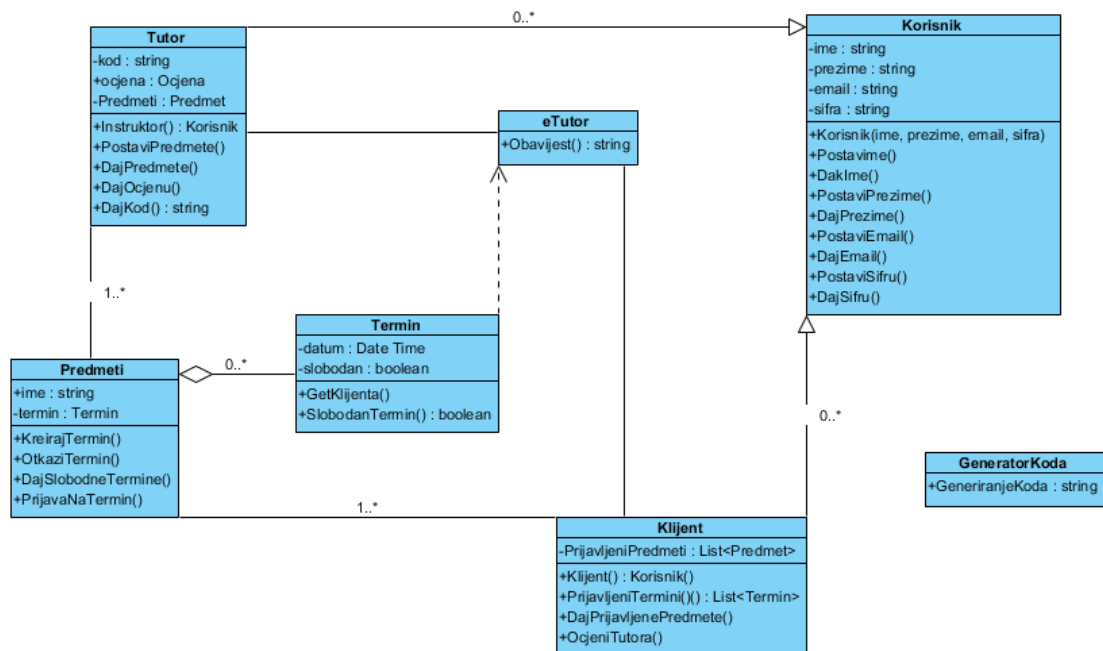 0..*
Tutor
-kod : string
+ocjena : Ocjena
-Predmeti : Predmet
+Instruktor() : Korisnik
+PostaviPredmete()
+DajPredmete()
+DajOcjenu()
+DajKod() : string
eTutor
+Obavijest() : string
Korisnik
-ime : string
-prezime : string
-email : string
-sifra : string
+Korisnik(ime, prezime, email, sifra)
+Postavime()
+DakIme()
+PostaviPrezime()
+DajPrezime()
+PostaviEmail()
+DajEmail()
+PostaviSifru()
+DajSifru()
1..*
Termin
-datum : Date Time
-slobodan : boolean
+GetKlijenta()
+SlobodanTermin() : boolean
0..*
Predmeti
+ime : string
-termin : Termin
+KreirajTermin()
+OtkaziTermin()
+DajSlobodneTermine()
+PrijavaNaTermin()
0..*
GeneratorKoda
+GeneriranjeKoda : string
1..*
Klijent
-PrijavljeniPredmeti : List<Predmet>
+Klijent() : Korisnik()
+PrijavljeniTermini()() : List<Termin>
+DajPrijavljenePredmete()
+OcjeniTutora()